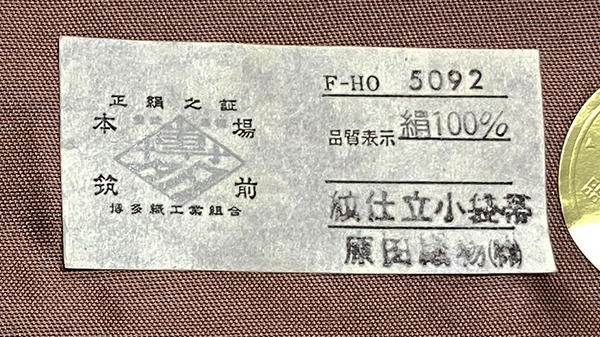 正絹之証
本場
筑前
博多織工業組合
F-HO 5092
品質表示 絹100%
紋仕立小袋帯
原田織物(株)